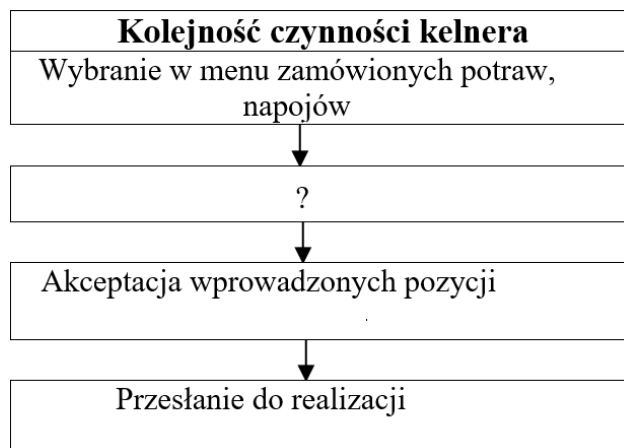 Kolejność czynności kelnera
Wybranie w menu zamówionych potraw,
napojów
?
Akceptacja wprowadzonych pozycji
.
Przesłanie do realizacji